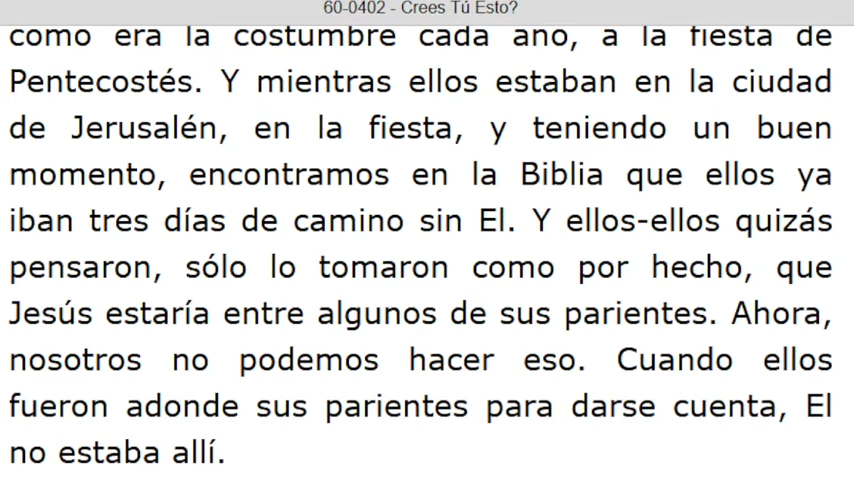 60-0402 - Crees Tú Esto?
como era la costumbre cada año, a la fiesta de
Pentecostés. Y mientras ellos estaban en la ciudad
de Jerusalén, en la fiesta, y teniendo un buen
momento, encontramos en la Biblia que ellos ya
iban tres días de camino sin El. Y ellos-ellos quizás
pensaron, sólo lo tomaron como por hecho, que
Jesús estaría entre algunos de sus parientes. Ahora,
nosotros no podemos hacer eso. Cuando ellos
fueron adonde sus parientes para darse cuenta, El
no estaba allí.